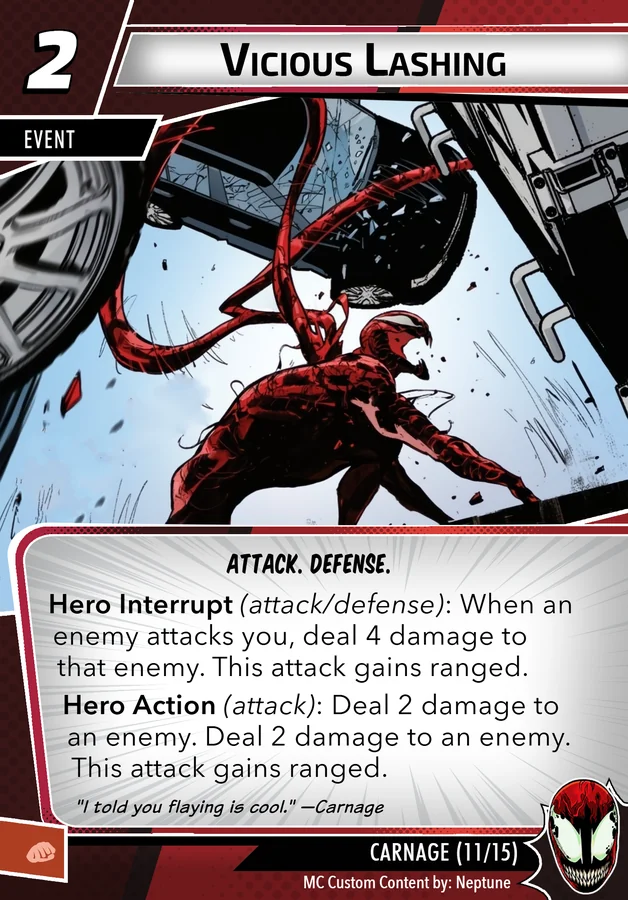 2
Vicious Lashing
EVENT
ATTACK. DEFENSE.
Hero Interrupt (attack/defense): When an
enemy attacks you, deal 4 damage to
that enemy. This attack gains ranged.
Hero Action (attack): Deal 2 damage to
an enemy. Deal 2 damage to an enemy.
This attack gains ranged.
"I told you flaying is cool." —Carnage
CARNAGE (11/15)
MC Custom Content by: Neptune